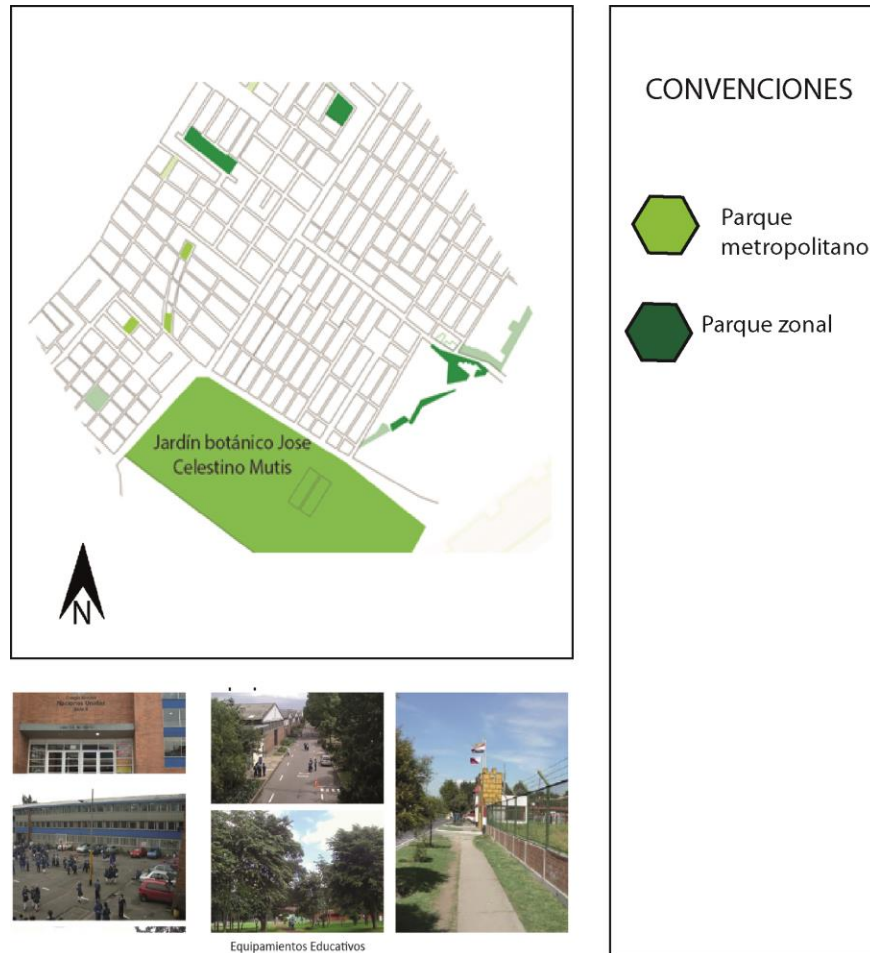 CONVENCIONES
Parque
metropolitano
Parque zonal
Jardín botánico Jose
Celestino Mutis
N
Equipamientos Educativos